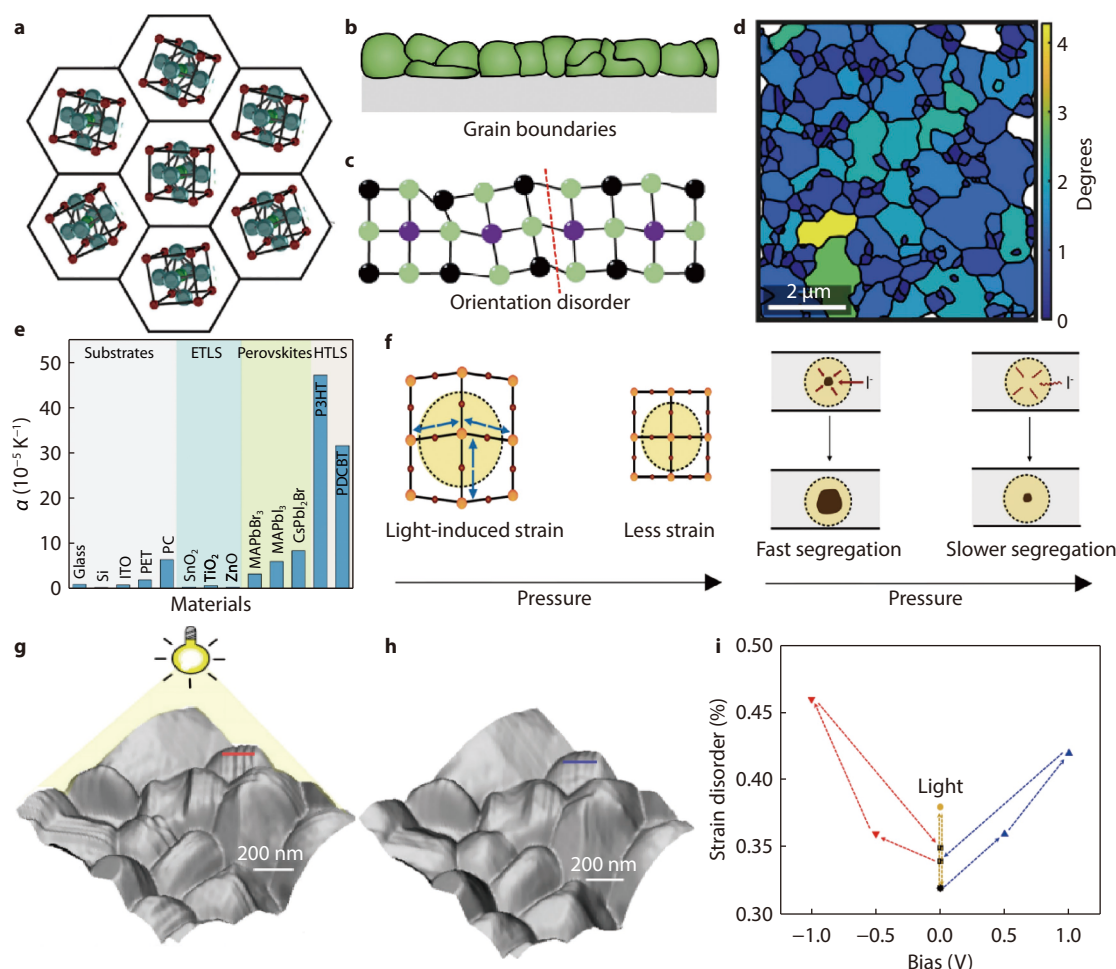 a
b
Grain boundaries
c
Orientation disorder
d
2 μm
4
3
2
1
0
Degrees
e
Substrates
ETLS
Perovskites
HTLS
50
40
30
20
10
0
α (10⁻⁵ K⁻¹)
Glass
Si
ITO
PET
PC
SnO₂
TiO₂
ZnO
MAPbBr₃
MAPbI₃
CsPbI₂Br
P3HT
PDCBT
Materials
f
Light-induced strain
Less strain
Pressure
I⁻
I⁻
Fast segregation
Slower segregation
Pressure
g
200 nm
h
200 nm
i
0.50
0.45
0.40
0.35
0.30
Strain disorder (%)
Light
−1.0
−0.5
0.0
0.5
1.0
Bias (V)